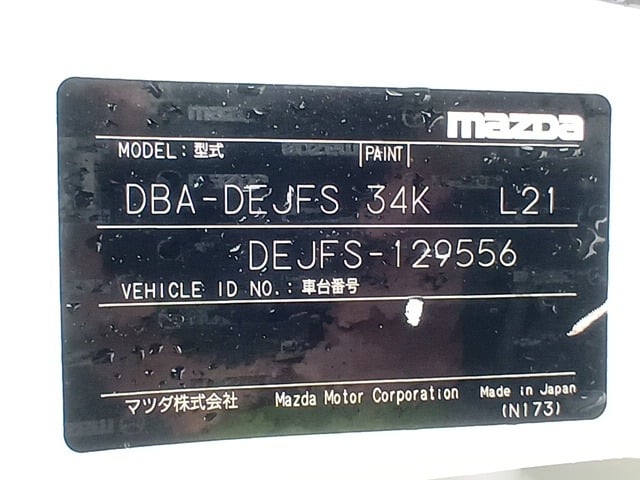 mazda
MODEL: 型式 PAINT
DBA-DEJFS 34K L21
DEJFS-129556
VEHICLE ID NO.: 車台番号
マツダ株式会社 Mazda Motor Corporation Made in Japan
(N173)